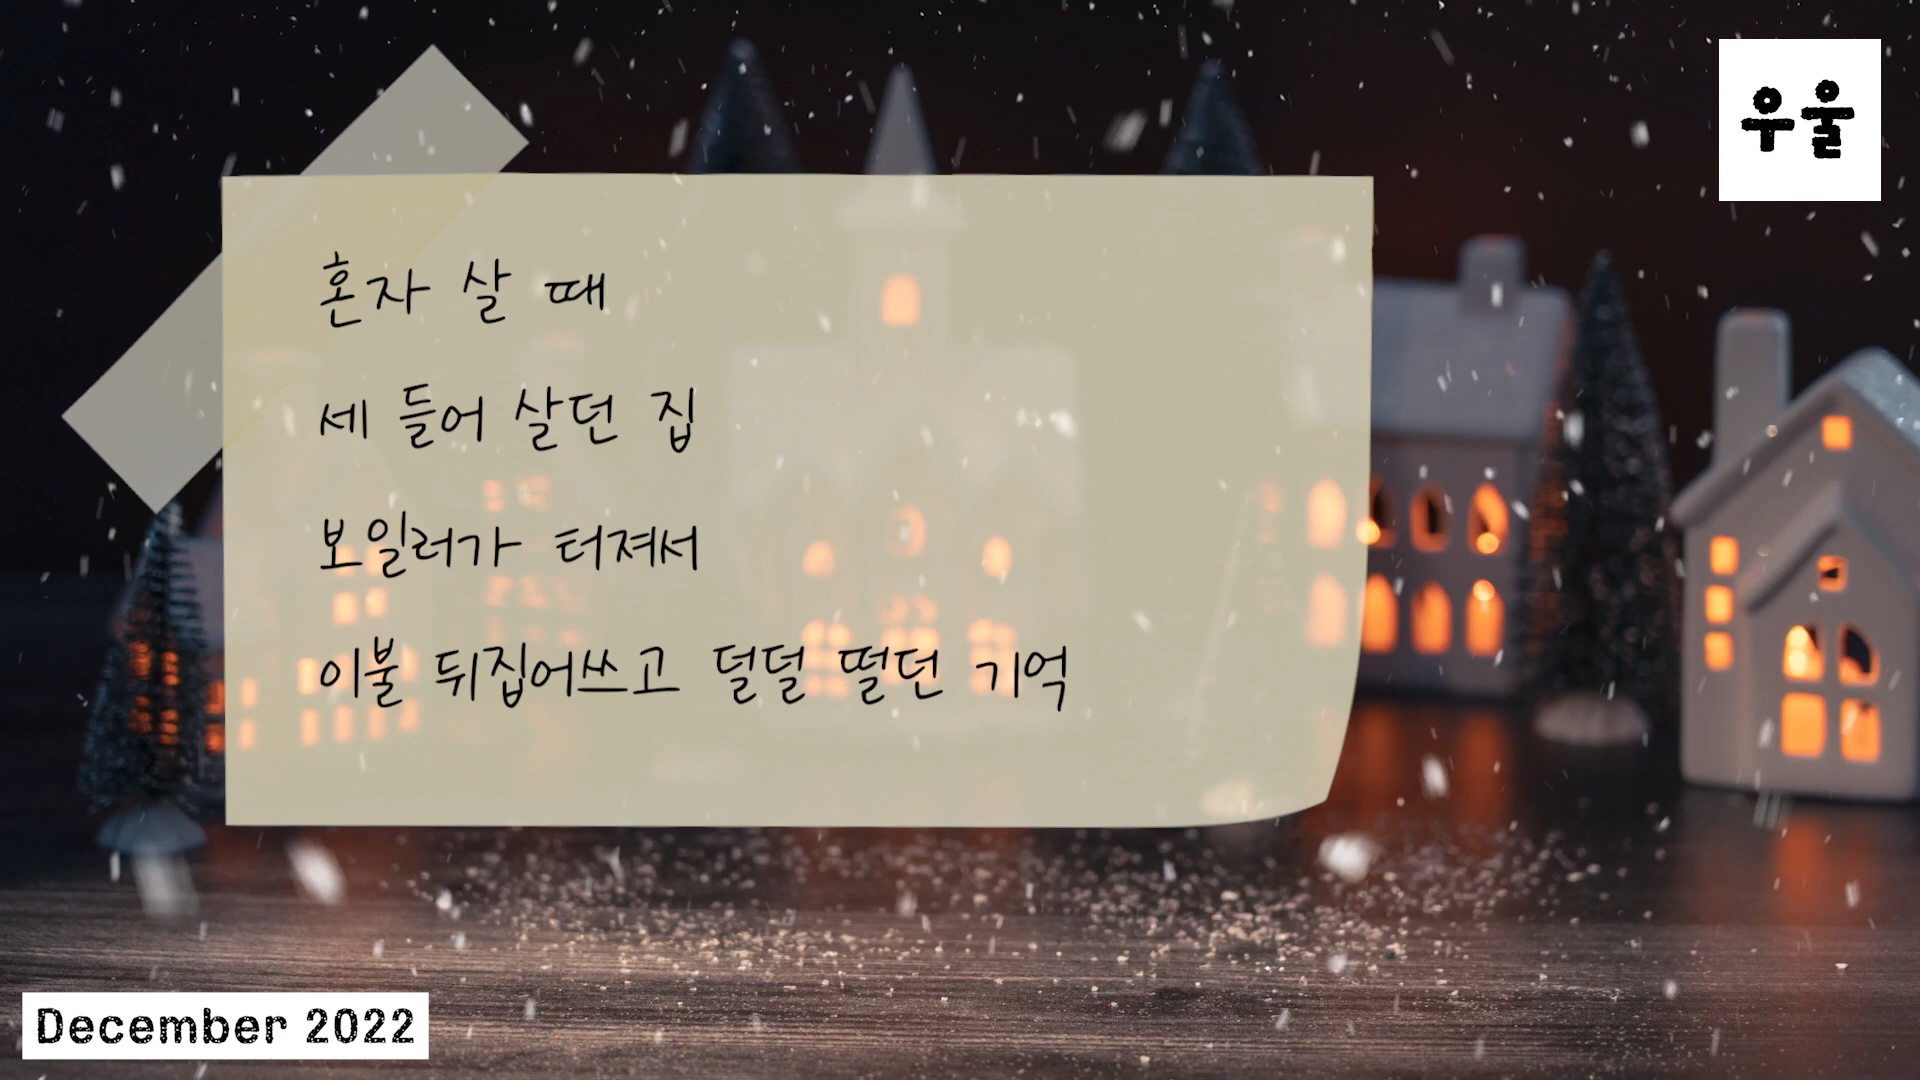 우울
혼자 살 때
세 들어 살던 집
보일러가 터져서
이불 뒤집어쓰고 덜덜 떨던 기억
December 2022